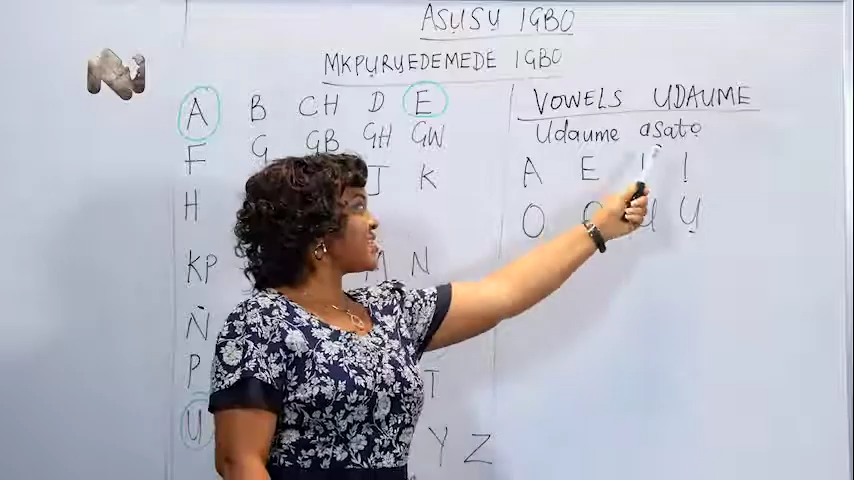 ASỤSỤ IGBO
MKPỤRỤEDEMEDE IGBO
A B CH D E
F G GB GH GW
H J K
KP M N
Ñ
P T
U Y Z
VOWELS UDAUME
Udaume asatọ
A E I Ị
O U Ụ